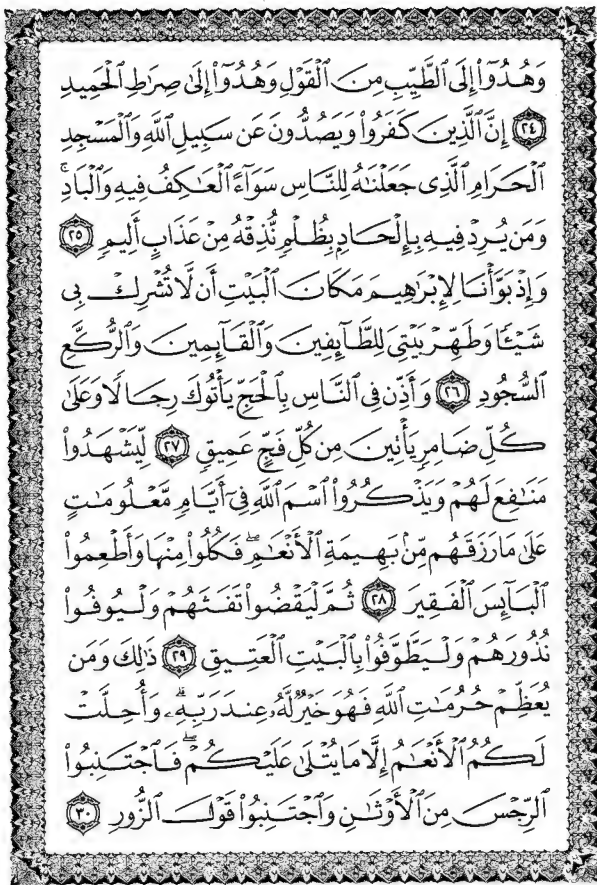 وَهُدُوٓا۟ إِلَى ٱلطَّيِّبِ مِنَ ٱلْقَوْلِ وَهُدُوٓا۟ إِلَىٰ صِرَٰطِ ٱلْحَمِيدِ
﴿٢٤﴾ إِنَّ ٱلَّذِينَ كَفَرُوا۟ وَيَصُدُّونَ عَن سَبِيلِ ٱللَّهِ وَٱلْمَسْجِدِ
ٱلْحَرَامِ ٱلَّذِى جَعَلْنَٰهُ لِلنَّاسِ سَوَآءً ٱلْعَٰكِفُ فِيهِ وَٱلْبَادِ ۚ
وَمَن يُرِدْ فِيهِ بِإِلْحَادٍۭ بِظُلْمٍ نُّذِقْهُ مِنْ عَذَابٍ أَلِيمٍ ﴿٢٥﴾
وَإِذْ بَوَّأْنَا لِإِبْرَٰهِيمَ مَكَانَ ٱلْبَيْتِ أَن لَّا تُشْرِكْ بِى
شَيْـًٔا وَطَهِّرْ بَيْتِىَ لِلطَّآئِفِينَ وَٱلْقَآئِمِينَ وَٱلرُّكَّعِ
ٱلسُّجُودِ ﴿٢٦﴾ وَأَذِّن فِى ٱلنَّاسِ بِٱلْحَجِّ يَأْتُوكَ رِجَالًا وَعَلَىٰ
كُلِّ ضَامِرٍ يَأْتِينَ مِن كُلِّ فَجٍّ عَمِيقٍ ﴿٢٧﴾ لِّيَشْهَدُوا۟
مَنَٰفِعَ لَهُمْ وَيَذْكُرُوا۟ ٱسْمَ ٱللَّهِ فِىٓ أَيَّامٍ مَّعْلُومَٰتٍ
عَلَىٰ مَا رَزَقَهُم مِّنۢ بَهِيمَةِ ٱلْأَنْعَٰمِ ۖ فَكُلُوا۟ مِنْهَا وَأَطْعِمُوا۟
ٱلْبَآئِسَ ٱلْفَقِيرَ ﴿٢٨﴾ ثُمَّ لْيَقْضُوا۟ تَفَثَهُمْ وَلْيُوفُوا۟
نُذُورَهُمْ وَلْيَطَّوَّفُوا۟ بِٱلْبَيْتِ ٱلْعَتِيقِ ﴿٢٩﴾ ذَٰلِكَ وَمَن
يُعَظِّمْ حُرُمَٰتِ ٱللَّهِ فَهُوَ خَيْرٌ لَّهُۥ عِندَ رَبِّهِۦ ۗ وَأُحِلَّتْ
لَكُمُ ٱلْأَنْعَٰمُ إِلَّا مَا يُتْلَىٰ عَلَيْكُمْ ۖ فَٱجْتَنِبُوا۟
ٱلرِّجْسَ مِنَ ٱلْأَوْثَٰنِ وَٱجْتَنِبُوا۟ قَوْلَ ٱلزُّورِ ﴿٣٠﴾